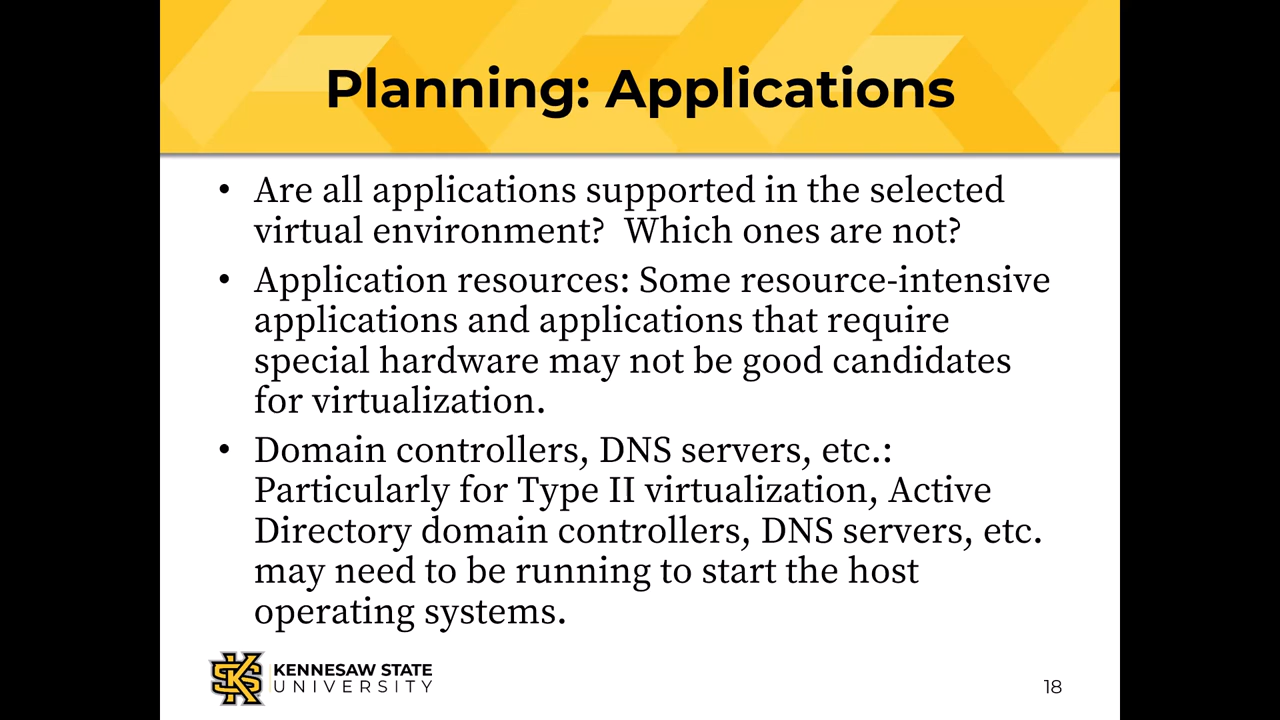 Planning: Applications
• Are all applications supported in the selected
virtual environment?  Which ones are not?
• Application resources: Some resource-intensive
applications and applications that require
special hardware may not be good candidates
for virtualization.
• Domain controllers, DNS servers, etc.:
Particularly for Type II virtualization, Active
Directory domain controllers, DNS servers, etc.
may need to be running to start the host
operating systems.
KS
KENNESAW STATE
UNIVERSITY
18